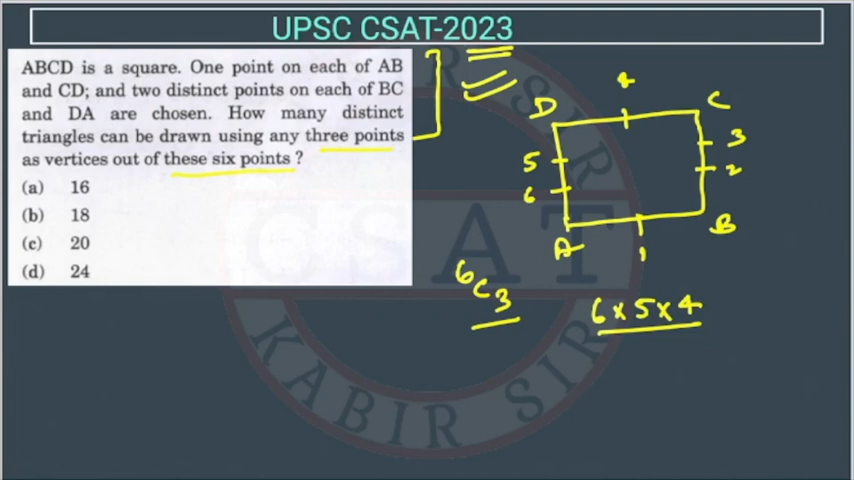 UPSC CSAT-2023
ABCD is a square. One point on each of AB
and CD; and two distinct points on each of BC
and DA are chosen. How many distinct
triangles can be drawn using any three points
as vertices out of these six points ?
(a) 16
(b) 18
(c) 20
(d) 24
D
4
C
5
3
6
2
A
1
B
6C3
6 x 5 x 4
KABIR SIR
CSAT